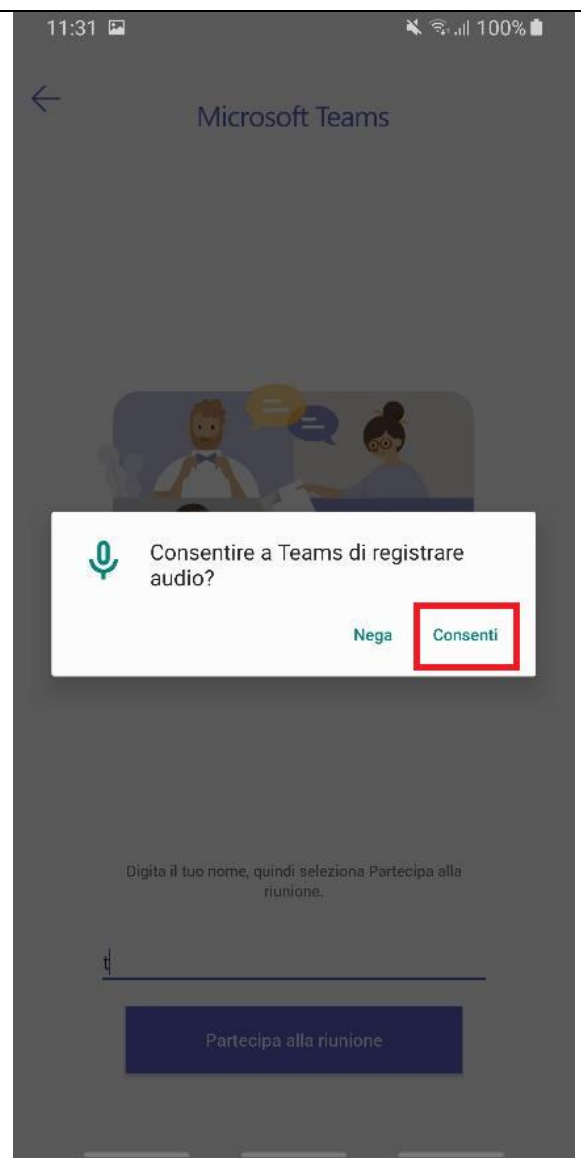 11:31 100%
Microsoft Teams
Consentire a Teams di registrare
audio?
Nega Consenti
Digita il tuo nome, quindi seleziona Partecipa alla
riunione.
t
Partecipa alla riunione